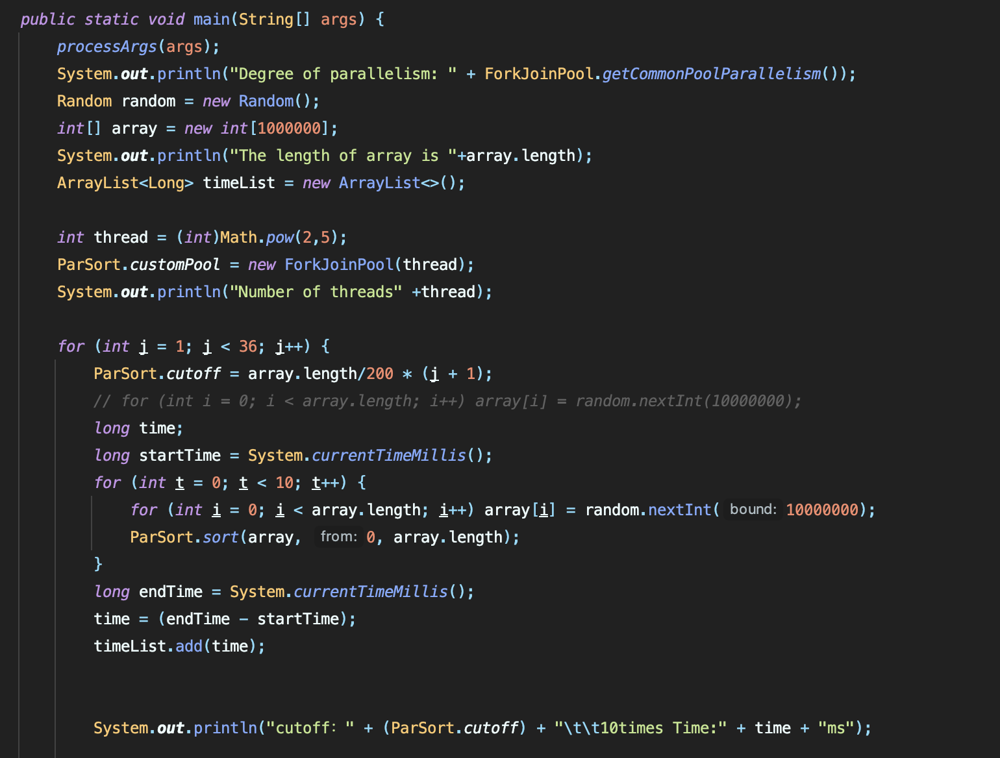 public static void main(String[] args) {
processArgs(args);
System.out.println("Degree of parallelism: " + ForkJoinPool.getCommonPoolParallelism());
Random random = new Random();
int[] array = new int[1000000];
System.out.println("The length of array is "+array.length);
ArrayList<Long> timeList = new ArrayList<>();
int thread = (int)Math.pow(2,5);
ParSort.customPool = new ForkJoinPool(thread);
System.out.println("Number of threads" +thread);
for (int j = 1; j < 36; j++) {
ParSort.cutoff = array.length/200 * (j + 1);
// for (int i = 0; i < array.length; i++) array[i] = random.nextInt(10000000);
long time;
long startTime = System.currentTimeMillis();
for (int t = 0; t < 10; t++) {
for (int i = 0; i < array.length; i++) array[i] = random.nextInt( bound: 10000000);
ParSort.sort(array, from: 0, array.length);
}
long endTime = System.currentTimeMillis();
time = (endTime - startTime);
timeList.add(time);
System.out.println("cutoff：" + (ParSort.cutoff) + "\t\t10times Time:" + time + "ms");